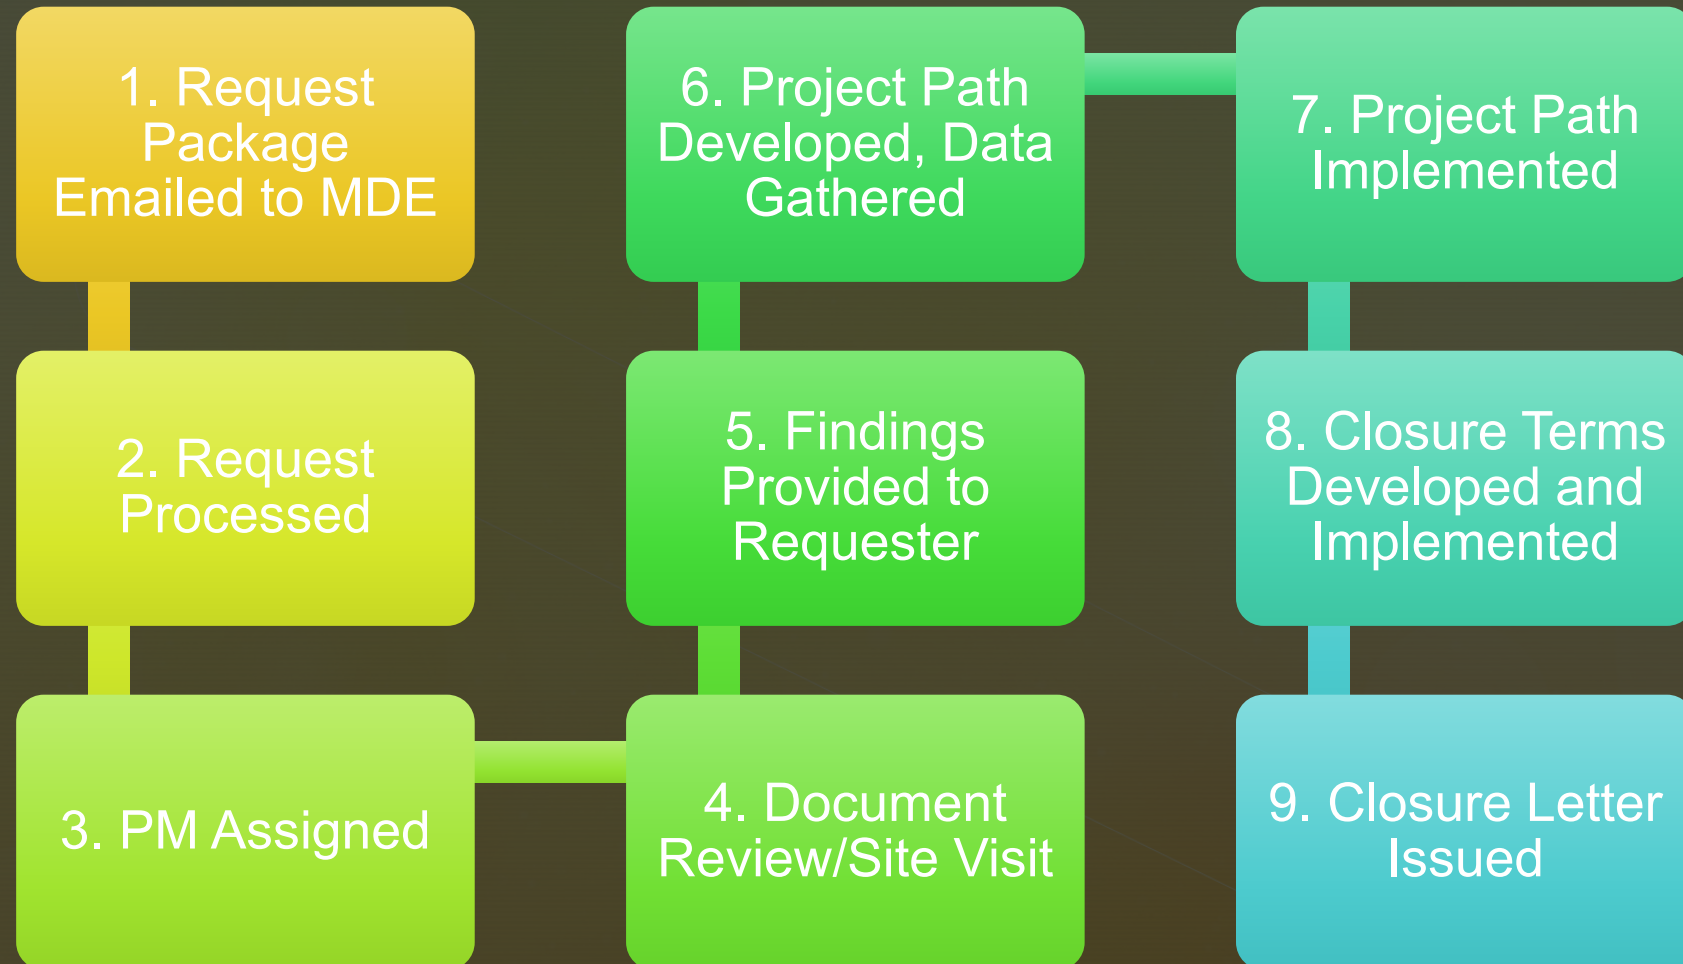 1. Request
Package
Emailed to MDE
2. Request
Processed
3. PM Assigned
4. Document
Review/Site Visit
5. Findings
Provided to
Requester
6. Project Path
Developed, Data
Gathered
7. Project Path
Implemented
8. Closure Terms
Developed and
Implemented
9. Closure Letter
Issued